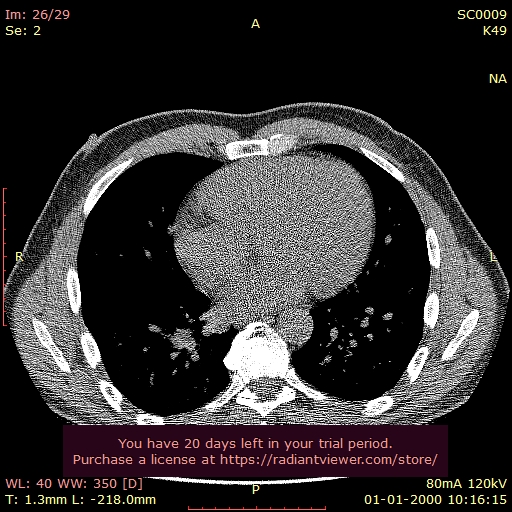 Im: 26/29
Se: 2
A
SC0009
K49
NA
R
L
You have 20 days left in your trial period.
Purchase a license at https://radiantviewer.com/store/
WL: 40 WW: 350 [D]
T: 1.3mm L: -218.0mm
P
80mA 120kV
01-01-2000 10:16:15